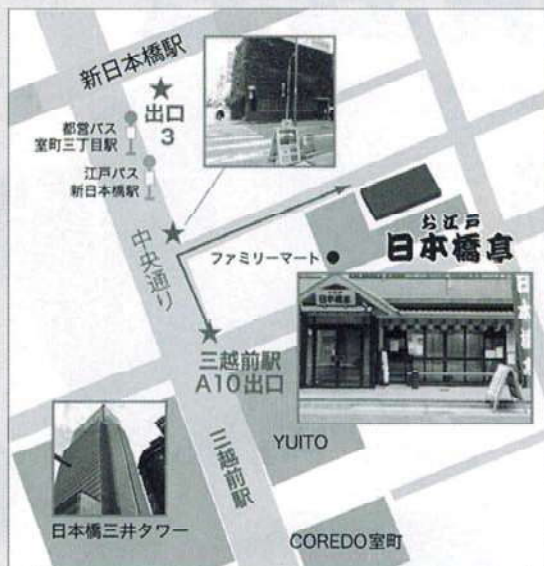 新日本橋駅
出口
3
都営バス
室町三丁目駅
江戸バス
新日本橋駅
中央通り
ファミリーマート
お江戸
日本橋亭
日本橋亭
三越前駅
A10出口
三越前駅
YUITO
日本橋三井タワー
COREDO室町